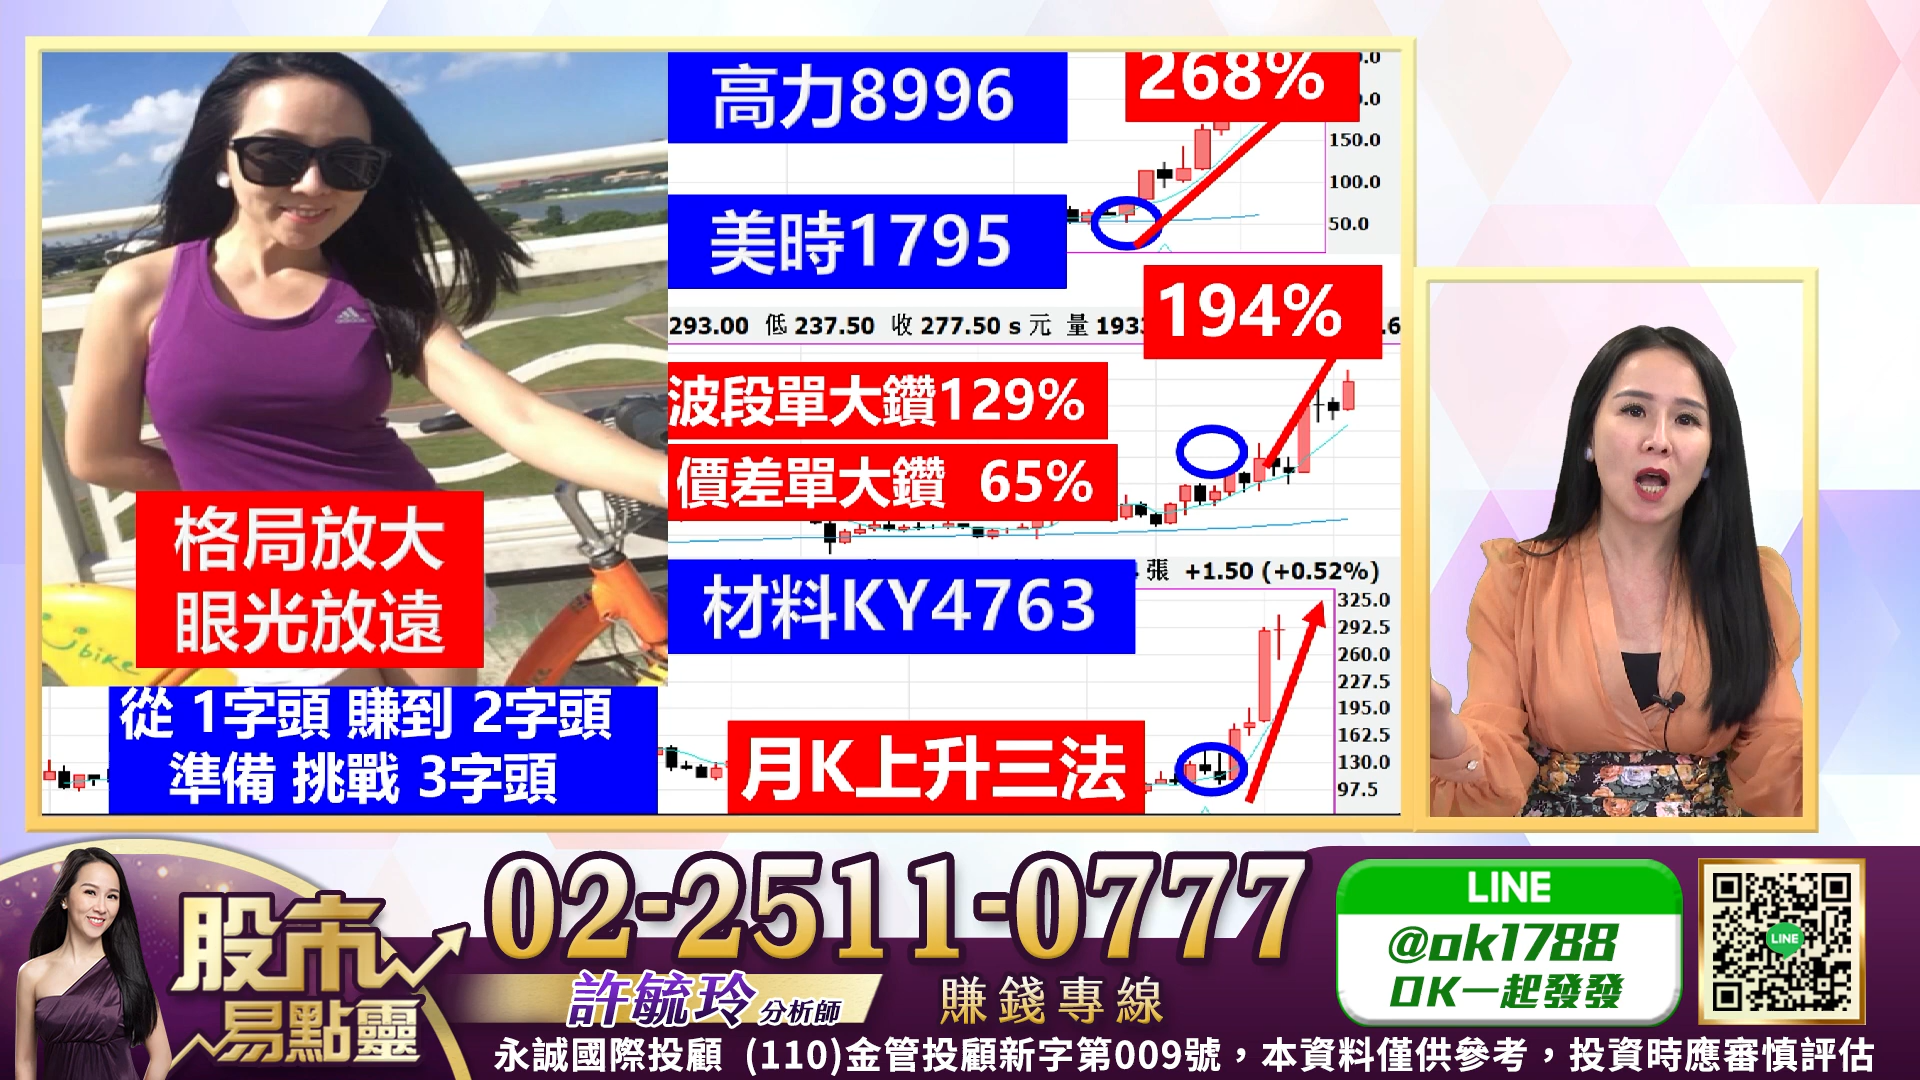 高力8996
268%
150.0
100.0
50.0
美時1795
194%
293.00 低 237.50 收 277.50 s 元 量 1933
波段單大鑽129%
價差單大鑽 65%
格局放大
眼光放遠
張 +1.50 (+0.52%)
材料KY4763
325.0
292.5
260.0
227.5
195.0
162.5
130.0
97.5
從 1字頭 賺到 2字頭
準備 挑戰 3字頭
月K上升三法
adidas
bike
股市
易點靈
02-2511-0777
許毓玲 分析師
賺錢專線
LINE
@ok1788
OK一起發發
LINE
永誠國際投顧 (110)金管投顧新字第009號，本資料僅供參考，投資時應審慎評估